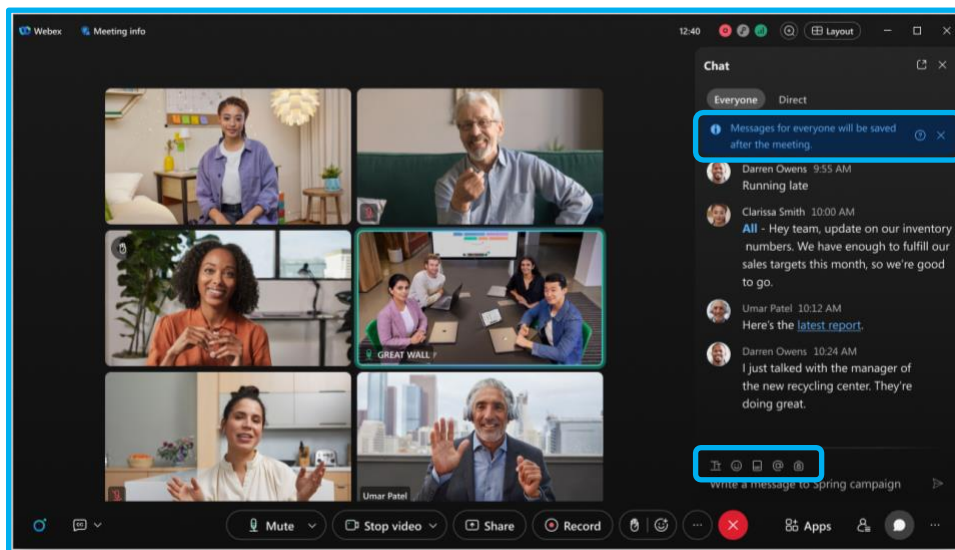 Webex
Meeting info
12:40
Layout
Chat
Everyone
Direct
Messages for everyone will be saved
after the meeting.
Darren Owens 9:55 AM
Running late
Clarissa Smith 10:00 AM
All - Hey team, update on our inventory
numbers. We have enough to fulfill our
sales targets this month, so we're good
to go.
Umar Patel 10:12 AM
Here's the latest report.
Darren Owens 10:24 AM
I just talked with the manager of
the new recycling center. They're
doing great.
Write a message to Spring campaign
GREAT WALL
Umar Patel
CC
Mute
Stop video
Share
Record
Apps